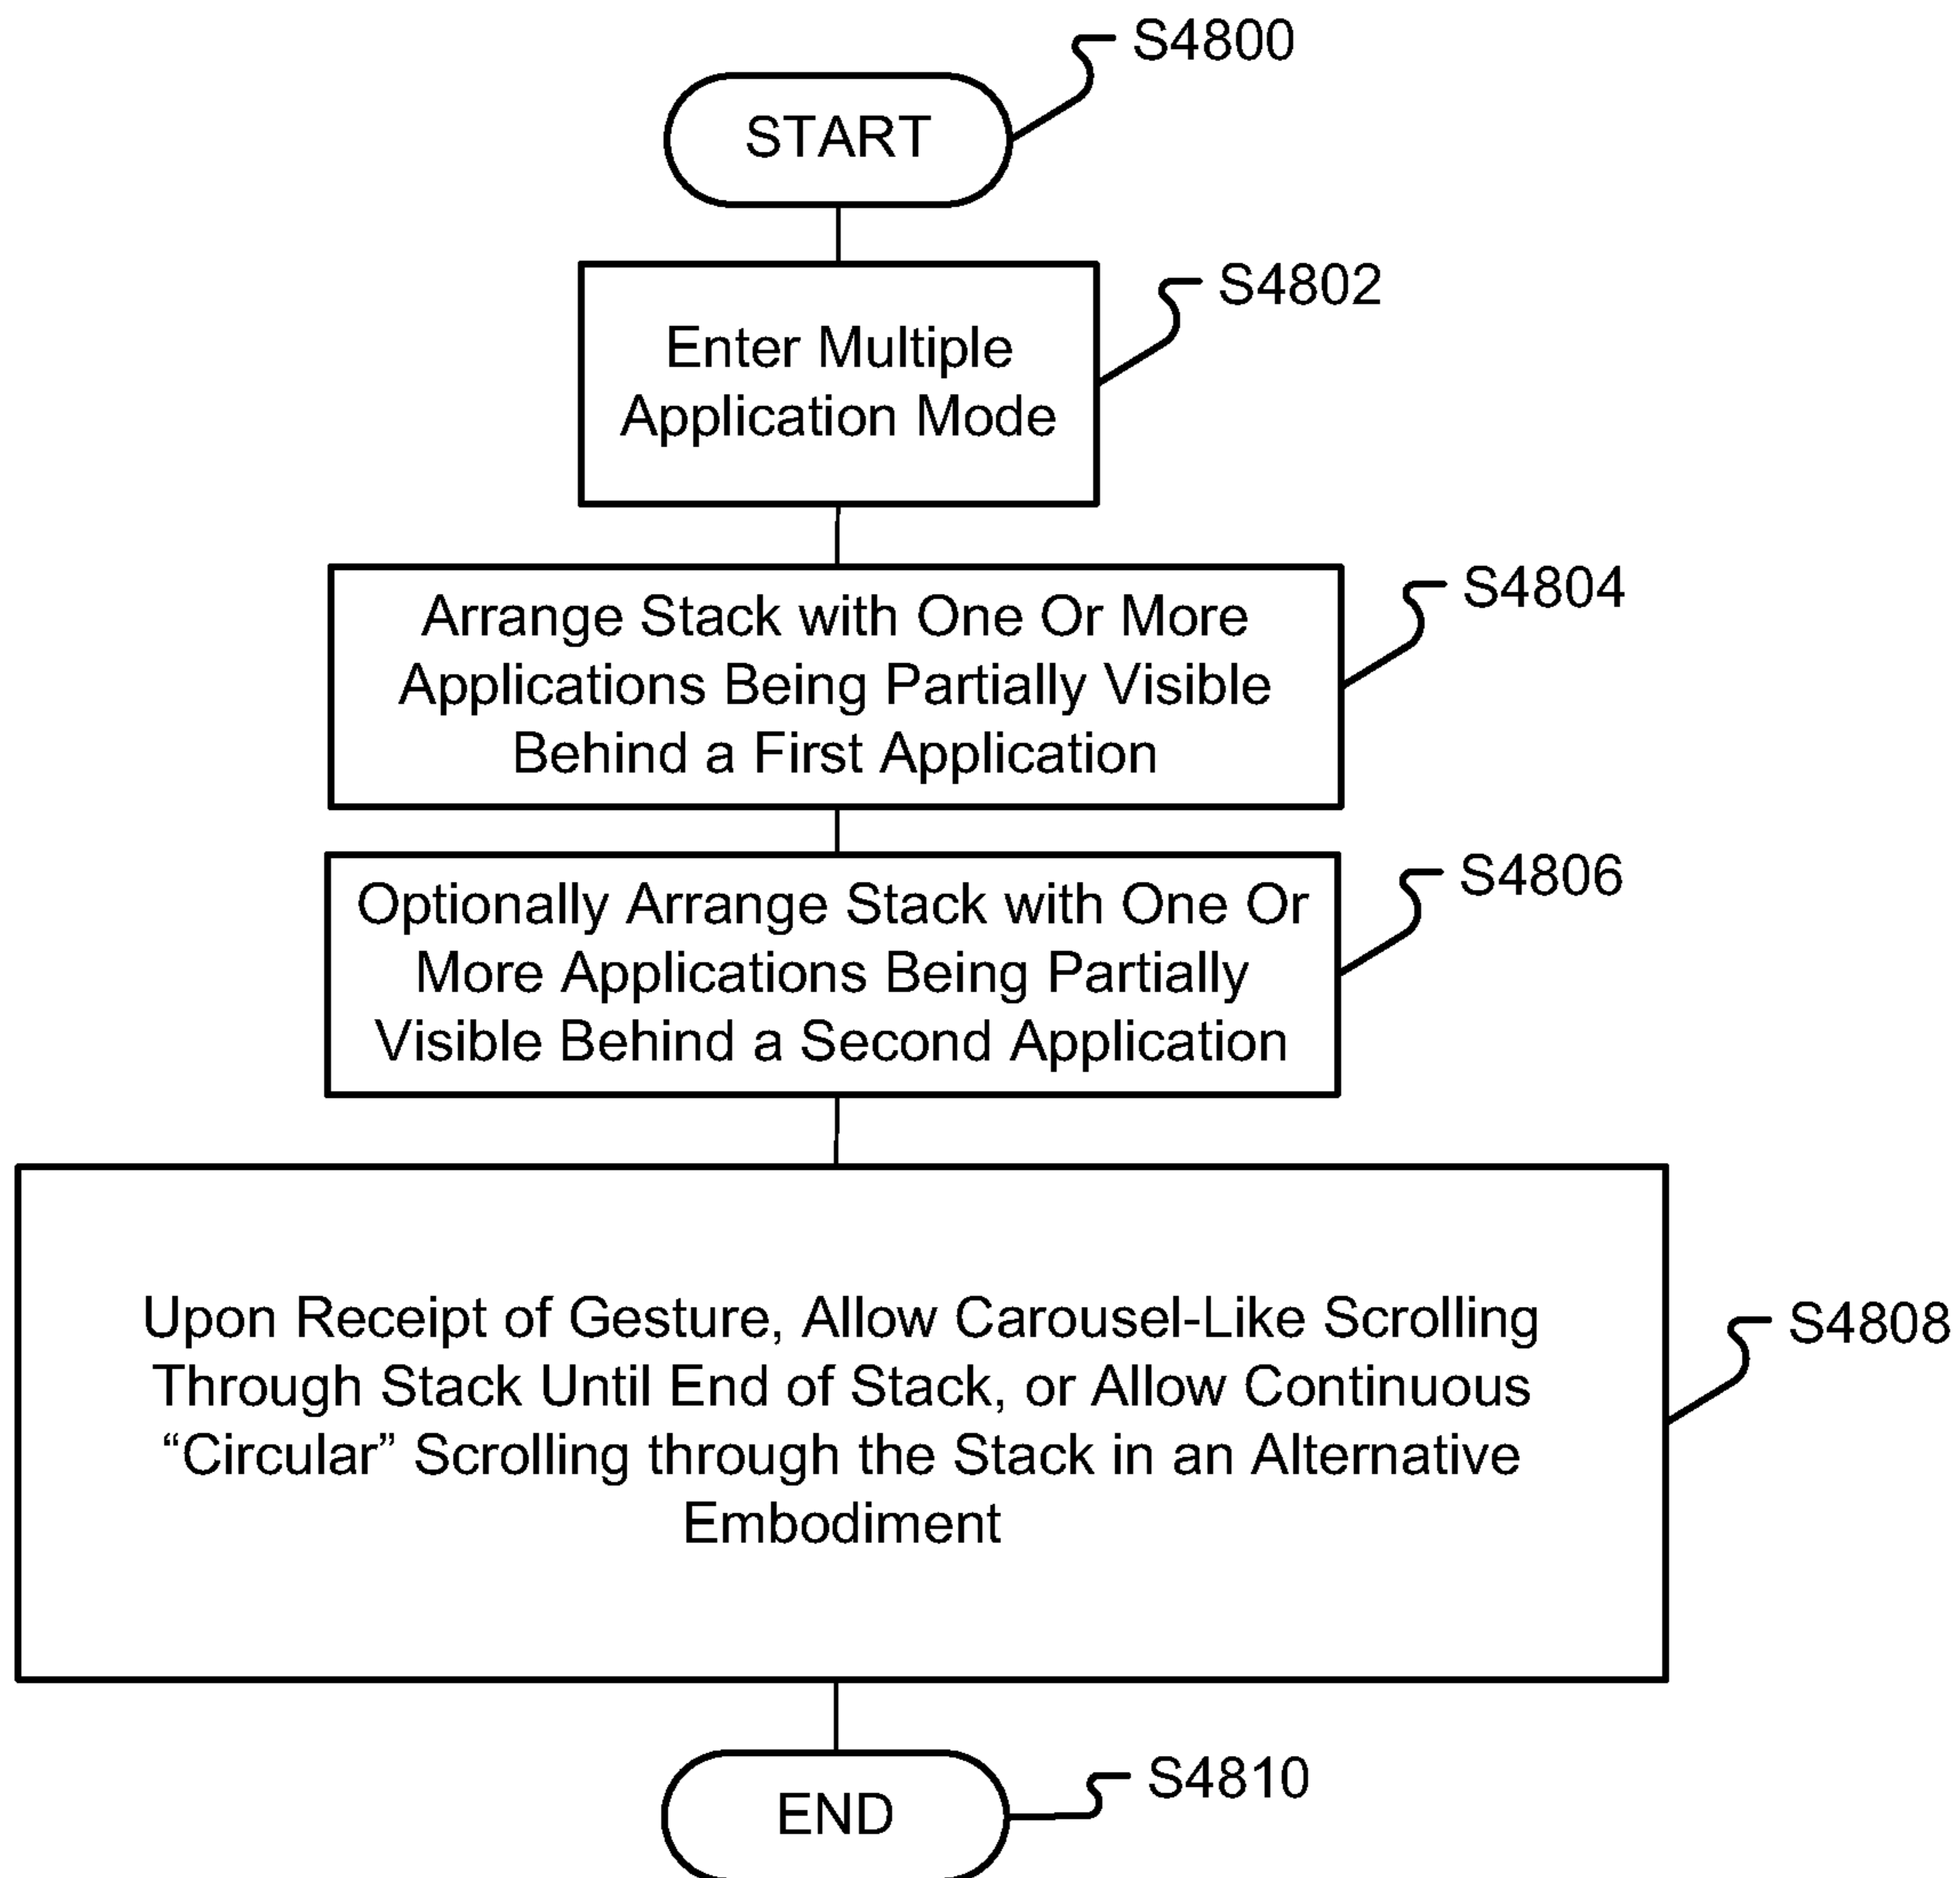 S4800
START
S4802
Enter Multiple
Application Mode
S4804
Arrange Stack with One Or More
Applications Being Partially Visible
Behind a First Application
S4806
Optionally Arrange Stack with One Or
More Applications Being Partially
Visible Behind a Second Application
S4808
Upon Receipt of Gesture, Allow Carousel-Like Scrolling
Through Stack Until End of Stack, or Allow Continuous
“Circular” Scrolling through the Stack in an Alternative
Embodiment
S4810
END